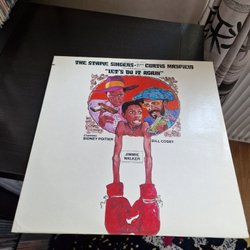 THE STAPLE SINGERS CURTIS MAYFIELD
"LET'S DO IT AGAIN"
SIDNEY POITIER
BILL COSBY
JIMMIE
WALKER